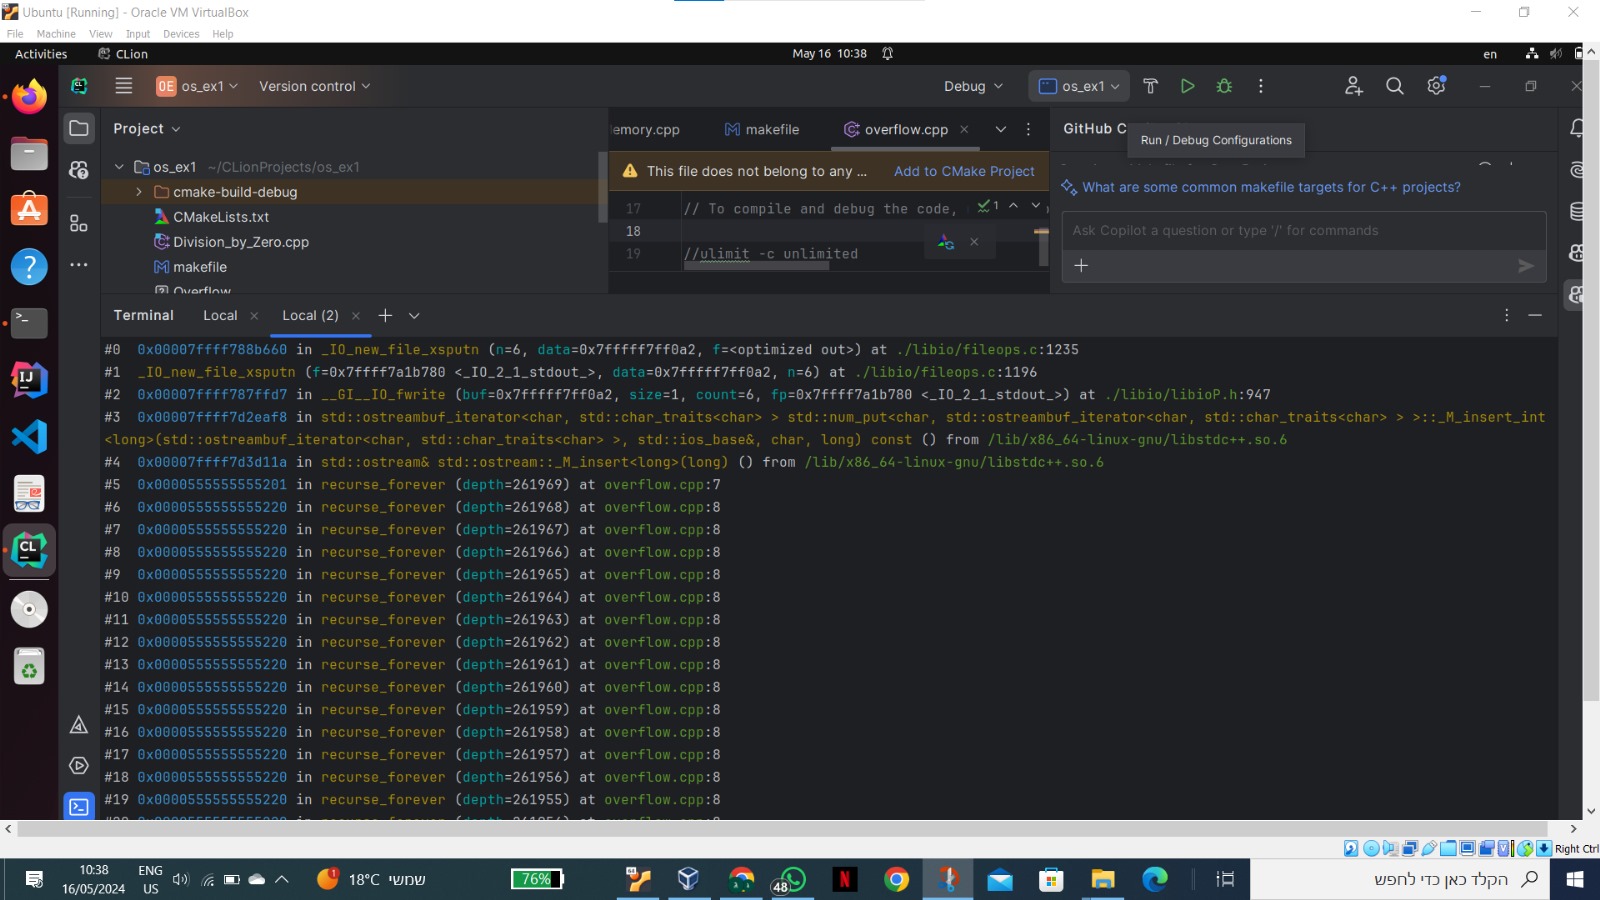 Ubuntu [Running] - Oracle VM VirtualBox
File Machine View Input Devices Help
Activities CLion May 16 10:38 en
OE os_ex1 Version control Debug os_ex1
Project emory.cpp makefile overflow.cpp GitHub C
Run / Debug Configurations
os_ex1 ~/CLionProjects/os_ex1
This file does not belong to any ... Add to CMake Project
What are some common makefile targets for C++ projects?
cmake-build-debug
CMakeLists.txt
Division_by_Zero.cpp
makefile
Overflow
17 // To compile and debug the code, 1
18
19 //ulimit -c unlimited
Ask Copilot a question or type '/' for commands
Terminal Local Local (2)
#0 0x00007ffff788b660 in _IO_new_file_xsputn (n=6, data=0x7fffff7ff0a2, f=<optimized out>) at ./libio/fileops.c:1235
#1 _IO_new_file_xsputn (f=0x7ffff7a1b780 <_IO_2_1_stdout_>, data=0x7fffff7ff0a2, n=6) at ./libio/fileops.c:1196
#2 0x00007ffff787ffd7 in __GI__IO_fwrite (buf=0x7fffff7ff0a2, size=1, count=6, fp=0x7ffff7a1b780 <_IO_2_1_stdout_>) at ./libio/libioP.h:947
#3 0x00007ffff7d2eaf8 in std::ostreambuf_iterator<char, std::char_traits<char> > std::num_put<char, std::ostreambuf_iterator<char, std::char_traits<char> > >::_M_insert_int
<long>(std::ostreambuf_iterator<char, std::char_traits<char> >, std::ios_base&, char, long) const () from /lib/x86_64-linux-gnu/libstdc++.so.6
#4 0x00007ffff7d3d11a in std::ostream& std::ostream::_M_insert<long>(long) () from /lib/x86_64-linux-gnu/libstdc++.so.6
#5 0x0000555555555201 in recurse_forever (depth=261969) at overflow.cpp:7
#6 0x0000555555555220 in recurse_forever (depth=261968) at overflow.cpp:8
#7 0x0000555555555220 in recurse_forever (depth=261967) at overflow.cpp:8
#8 0x0000555555555220 in recurse_forever (depth=261966) at overflow.cpp:8
#9 0x0000555555555220 in recurse_forever (depth=261965) at overflow.cpp:8
#10 0x0000555555555220 in recurse_forever (depth=261964) at overflow.cpp:8
#11 0x0000555555555220 in recurse_forever (depth=261963) at overflow.cpp:8
#12 0x0000555555555220 in recurse_forever (depth=261962) at overflow.cpp:8
#13 0x0000555555555220 in recurse_forever (depth=261961) at overflow.cpp:8
#14 0x0000555555555220 in recurse_forever (depth=261960) at overflow.cpp:8
#15 0x0000555555555220 in recurse_forever (depth=261959) at overflow.cpp:8
#16 0x0000555555555220 in recurse_forever (depth=261958) at overflow.cpp:8
#17 0x0000555555555220 in recurse_forever (depth=261957) at overflow.cpp:8
#18 0x0000555555555220 in recurse_forever (depth=261956) at overflow.cpp:8
#19 0x0000555555555220 in recurse_forever (depth=261955) at overflow.cpp:8
Right Ctrl
10:38
16/05/2024
ENG
US
1
18°C שמשי
76%
48
הקלד כאן כדי לחפש